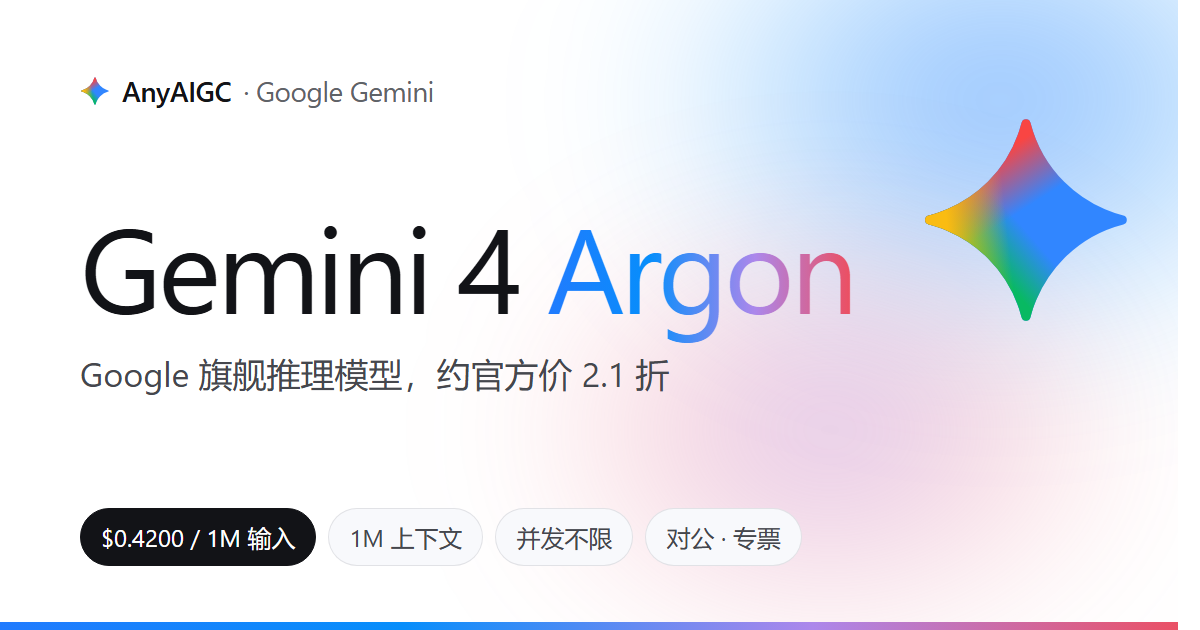 AnyAIGC · Google Gemini
Gemini 4 Argon
Google 旗舰推理模型，约官方价 2.1 折
$0.4200 / 1M 输入
1M 上下文
并发不限
对公 · 专票